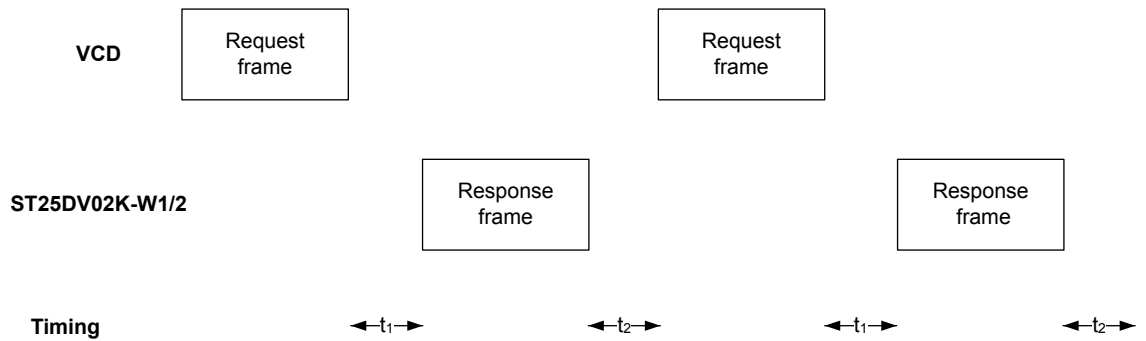 VCD
Request
frame
Request
frame
ST25DV02K-W1/2
Response
frame
Response
frame
Timing
t1
t2
t1
t2